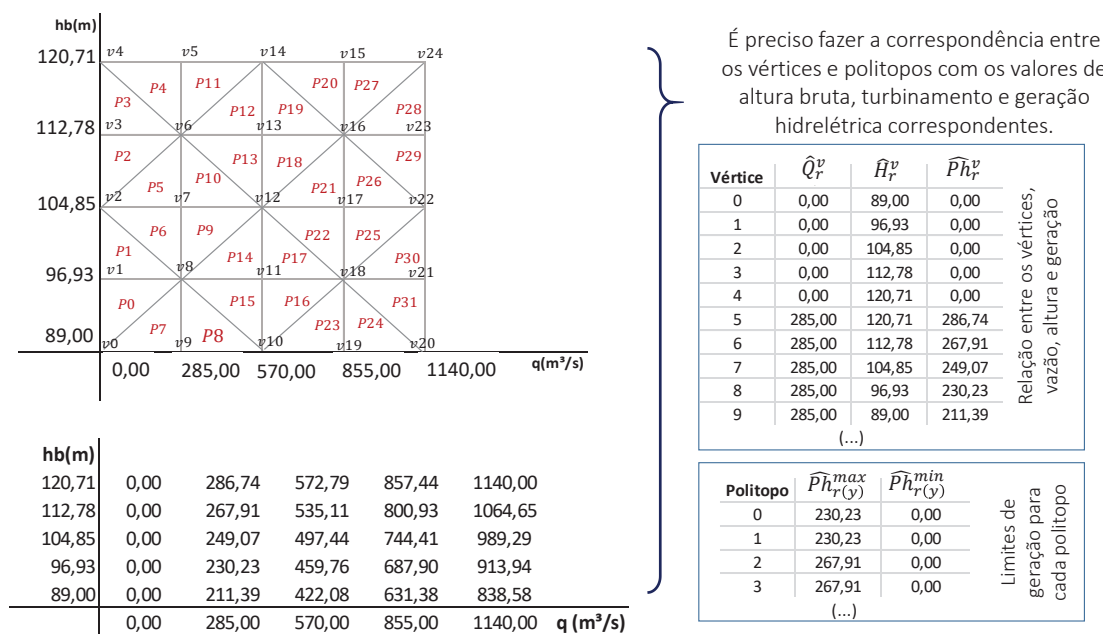 hb(m)
v4 v5 v14 v15 v24
120,71
P3 P4 P11 P12 P19 P20 P27 P28
112,78
v3 v6 v13 v16 v23
P2 P5 P10 P13 P18 P21 P26 P29
104,85
v2 v7 v12 v17 v22
P1 P6 P9 P14 P17 P22 P25 P30
96,93
v1 v8 v11 v18 v21
P0 P7 P8 P15 P16 P23 P24 P31
89,00
v0 v9 v10 v19 v20
0,00 285,00 570,00 855,00 1140,00 q(m³/s)
hb(m)
120,71 0,00 286,74 572,79 857,44 1140,00
112,78 0,00 267,91 535,11 800,93 1064,65
104,85 0,00 249,07 497,44 744,41 989,29
96,93 0,00 230,23 459,76 687,90 913,94
89,00 0,00 211,39 422,08 631,38 838,58
0,00 285,00 570,00 855,00 1140,00 q (m³/s)
É preciso fazer a correspondência entre
os vértices e politopos com os valores de
altura bruta, turbinamento e geração
hidrelétrica correspondentes.
Vértice Q̂_r^v Ĥ_r^v P̂h_r^v
0 0,00 89,00 0,00
1 0,00 96,93 0,00
2 0,00 104,85 0,00
3 0,00 112,78 0,00
4 0,00 120,71 0,00
5 285,00 120,71 286,74
6 285,00 112,78 267,91
7 285,00 104,85 249,07
8 285,00 96,93 230,23
9 285,00 89,00 211,39
(...)
Relação entre os vértices,
vazão, altura e geração
Politopo P̂h_{r(y)}^{max} P̂h_{r(y)}^{min}
0 230,23 0,00
1 230,23 0,00
2 267,91 0,00
3 267,91 0,00
(...)
Limites de
geração para
cada politopo